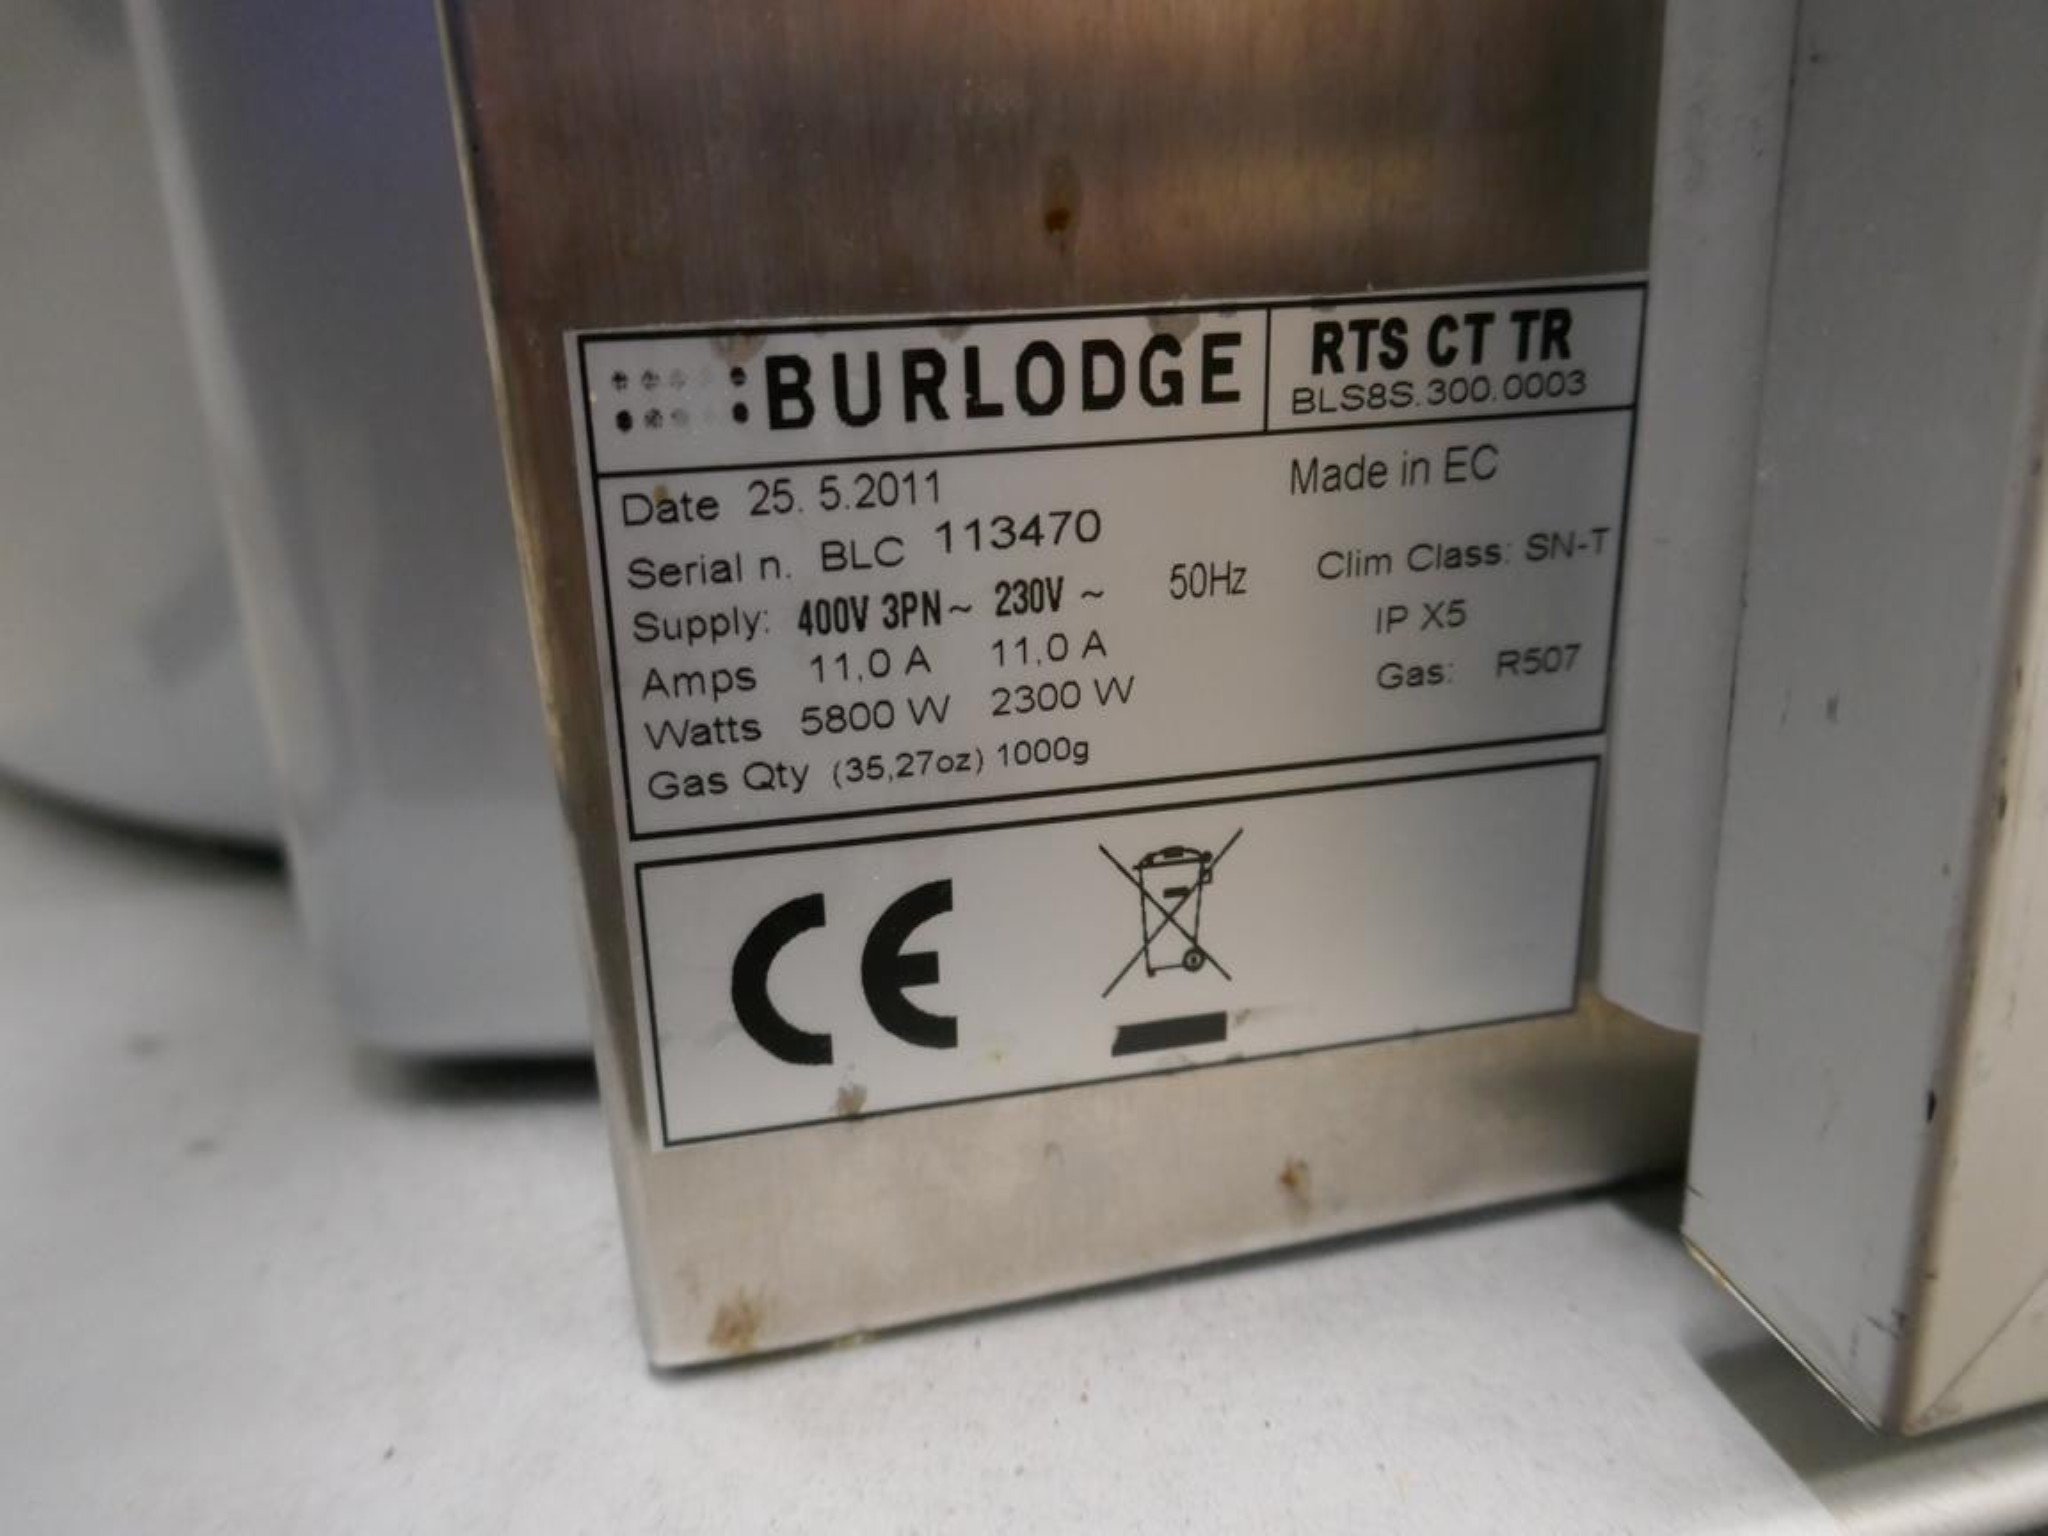 BURLODGE
RTS CT TR
BLS8S.300.0003
Date 25. 5.2011
Made in EC
Serial n. BLC 113470
Clim Class: SN-T
Supply: 400V 3PN~ 230V ~ 50Hz
IP X5
Amps 11,0 A 11,0 A
Gas: R507
Watts 5800 W 2300 W
Gas Qty (35,27oz) 1000g
CE